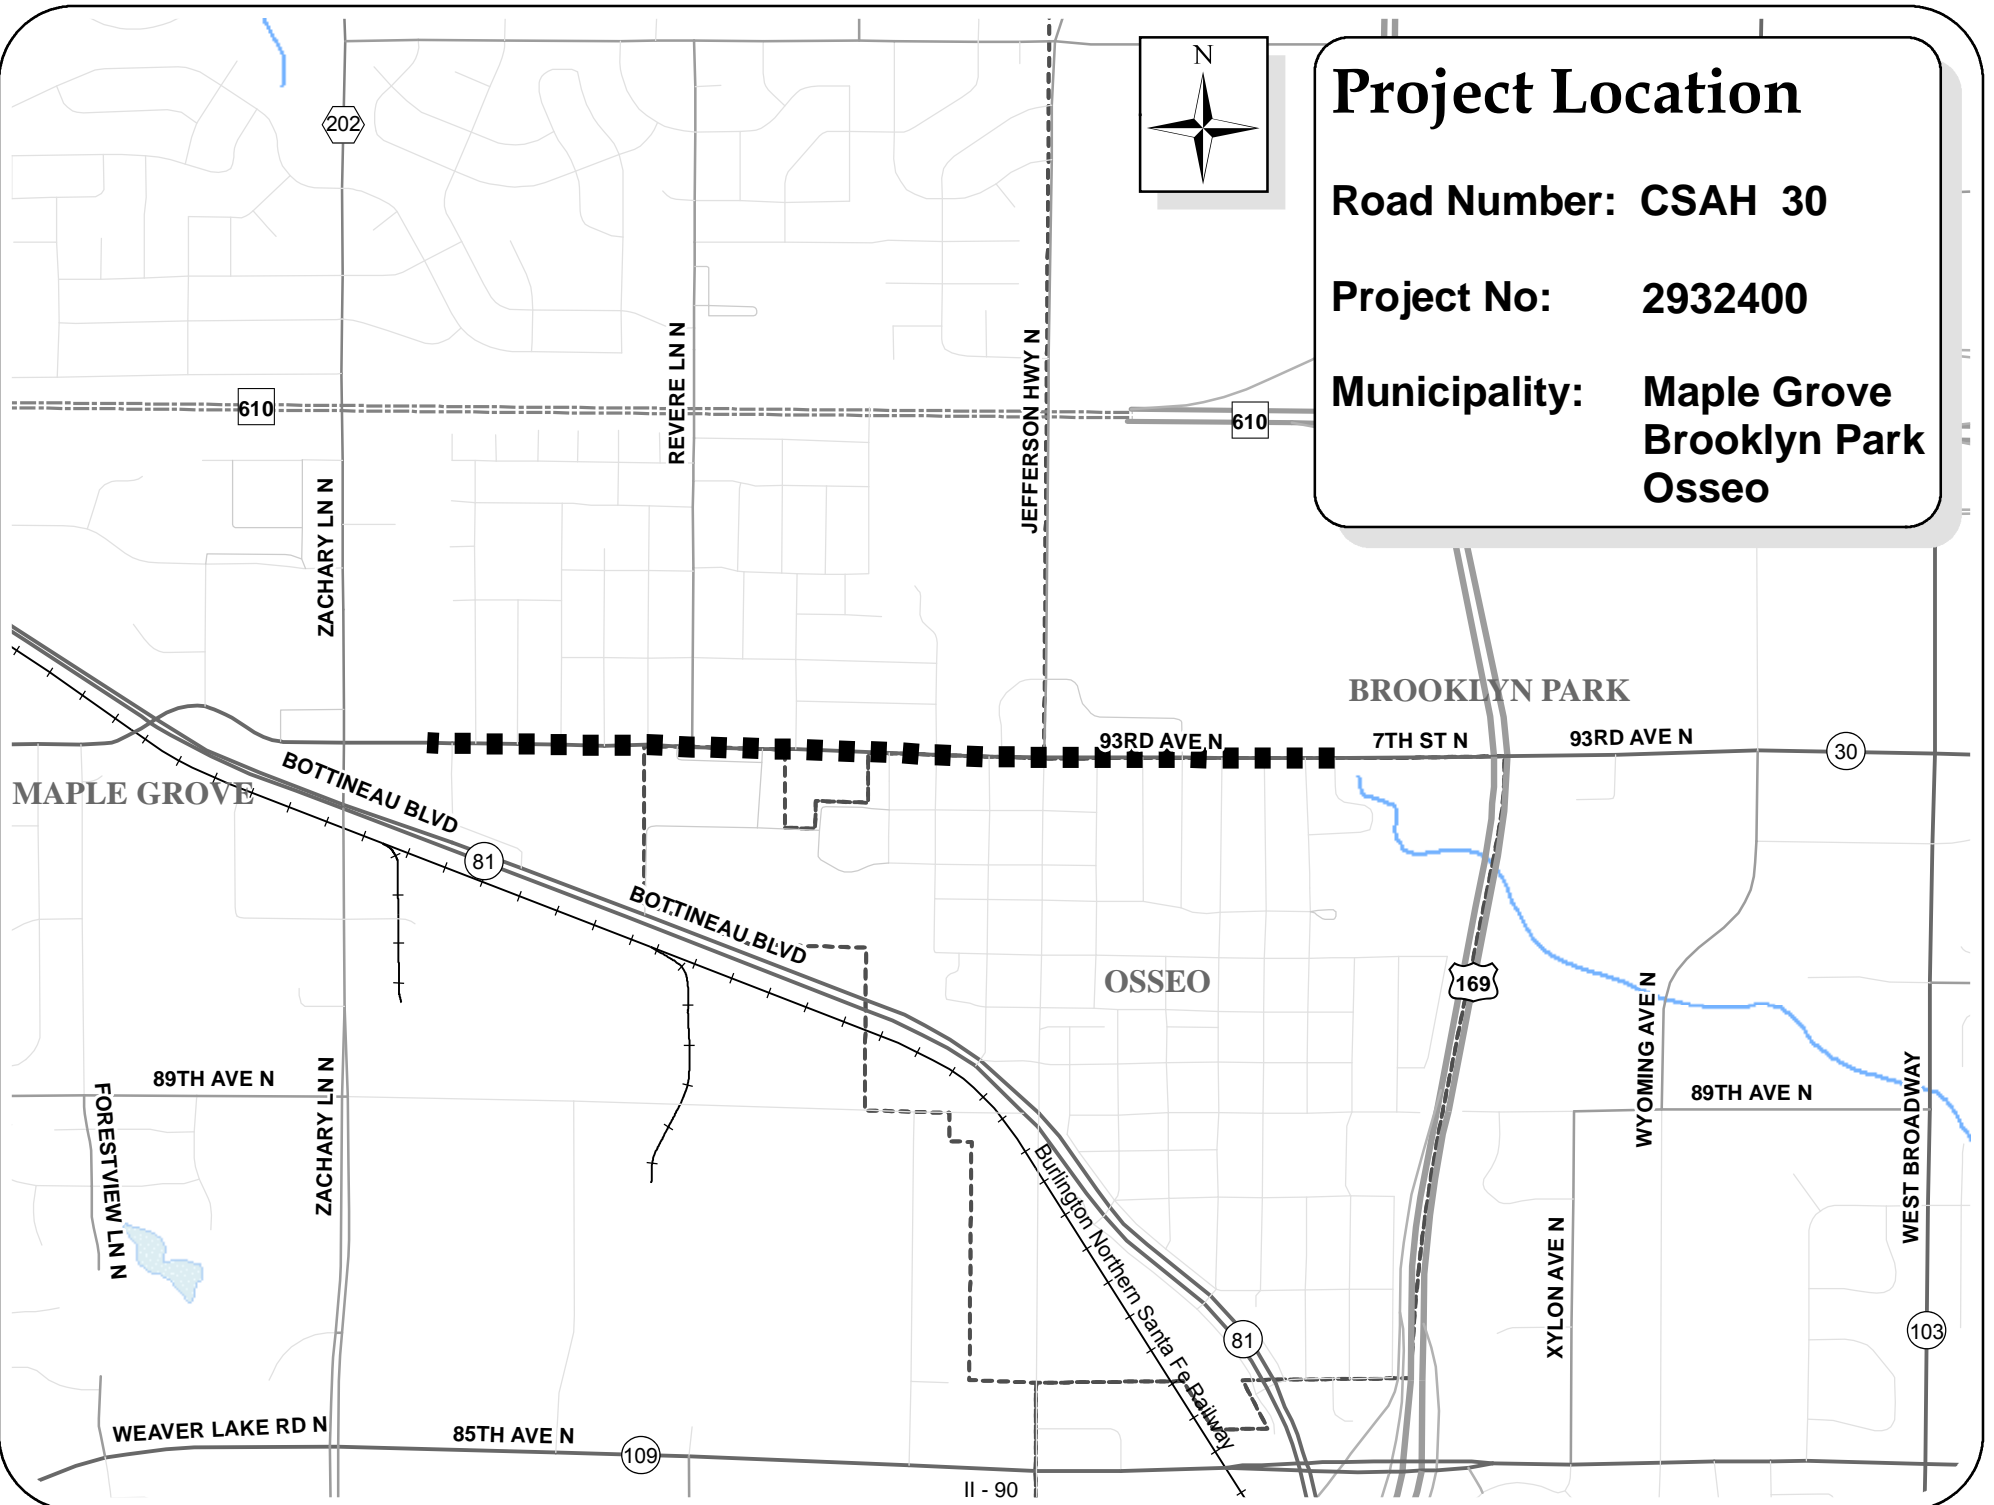 N
Project Location
Road Number: CSAH 30
Project No: 2932400
Municipality: Maple Grove
Brooklyn Park
Osseo
202
610
610
REVERE LN N
JEFFERSON HWY N
ZACHARY LN N
BROOKLYN PARK
93RD AVE N
7TH ST N
93RD AVE N
30
MAPLE GROVE
BOTTINEAU BLVD
81
BOTTINEAU BLVD
OSSEO
169
WYOMING AVE N
89TH AVE N
FORESTVIEW LN N
ZACHARY LN N
89TH AVE N
WEST BROADWAY
Burlington Northern Santa Fe Railway
XYLON AVE N
81
103
WEAVER LAKE RD N
85TH AVE N
109
II - 90